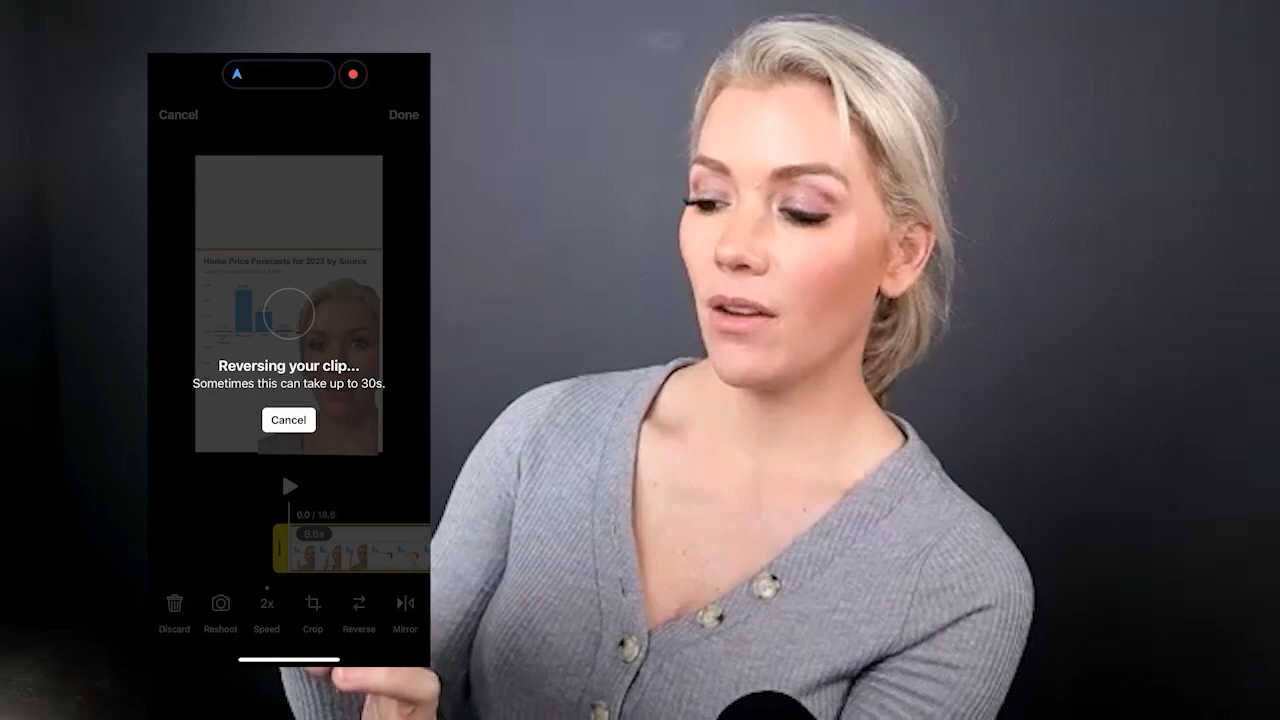 Cancel
Done
Home Price Forecasts for 2023 by Source
Reversing your clip...
Sometimes this can take up to 30s.
Cancel
0.0 / 18.6
8.6s
2x
Discard
Reshoot
Speed
Crop
Reverse
Mirror